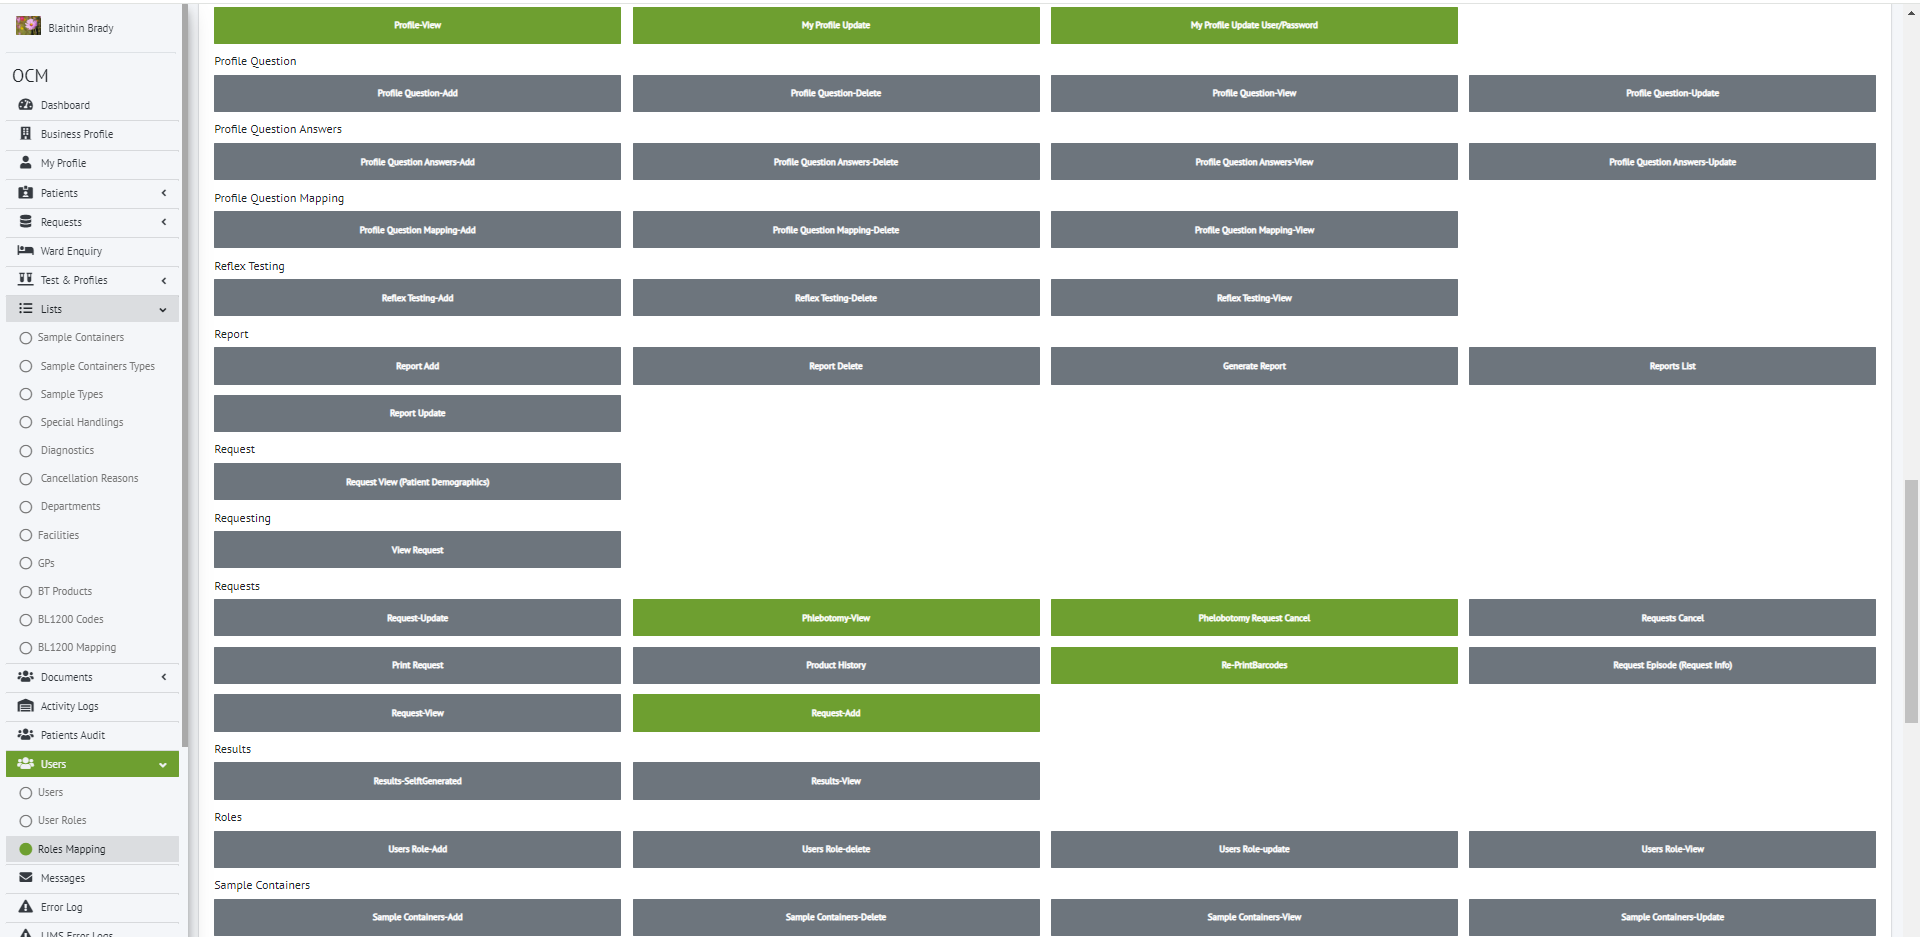 Blaithin Brady
OCM
Dashboard
Business Profile
My Profile
Patients
Requests
Ward Enquiry
Test & Profiles
Lists
Sample Containers
Sample Containers Types
Sample Types
Special Handlings
Diagnostics
Cancellation Reasons
Departments
Facilities
GPs
BT Products
BL1200 Codes
BL1200 Mapping
Documents
Activity Logs
Patients Audit
Users
Users
User Roles
Roles Mapping
Messages
Error Log
LIMS Error Logs
Profile-View My Profile Update My Profile Update User/Password
Profile Question
Profile Question-Add Profile Question-Delete Profile Question-View Profile Question-Update
Profile Question Answers
Profile Question Answers-Add Profile Question Answers-Delete Profile Question Answers-View Profile Question Answers-Update
Profile Question Mapping
Profile Question Mapping-Add Profile Question Mapping-Delete Profile Question Mapping-View
Reflex Testing
Reflex Testing-Add Reflex Testing-Delete Reflex Testing-View
Report
Report Add Report Delete Generate Report Reports List
Report Update
Request
Request View (Patient Demographics)
Requesting
View Request
Requests
Request-Update Phlebotomy-View Phelobotomy Request Cancel Requests Cancel
Print Request Product History Re-PrintBarcodes Request Episode (Request Info)
Request-View Request-Add
Results
Results-SelftGenerated Results-View
Roles
Users Role-Add Users Role-delete Users Role-update Users Role-View
Sample Containers
Sample Containers-Add Sample Containers-Delete Sample Containers-View Sample Containers-Update